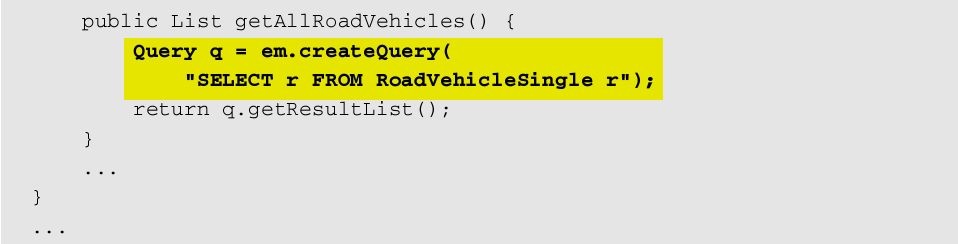 public List getAllRoadVehicles() {
Query q = em.createQuery(
"SELECT r FROM RoadVehicleSingle r");
return q.getResultList();
}
...
}
...